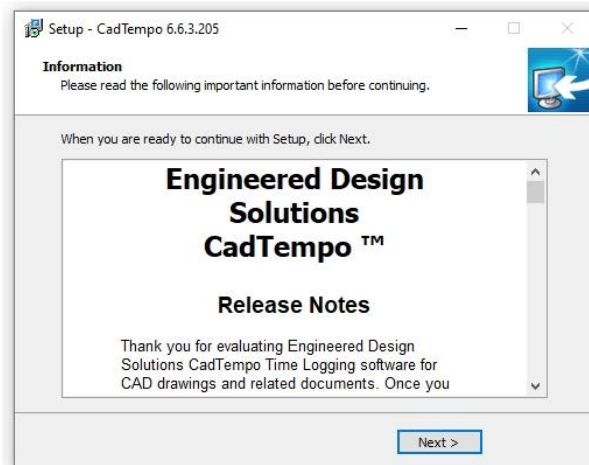 Setup - CadTempo 6.6.3.205
Information
Please read the following important information before continuing.
When you are ready to continue with Setup, click Next.
Engineered Design
Solutions
CadTempo ™
Release Notes
Thank you for evaluating Engineered Design
Solutions CadTempo Time Logging software for
CAD drawings and related documents. Once you
Next >